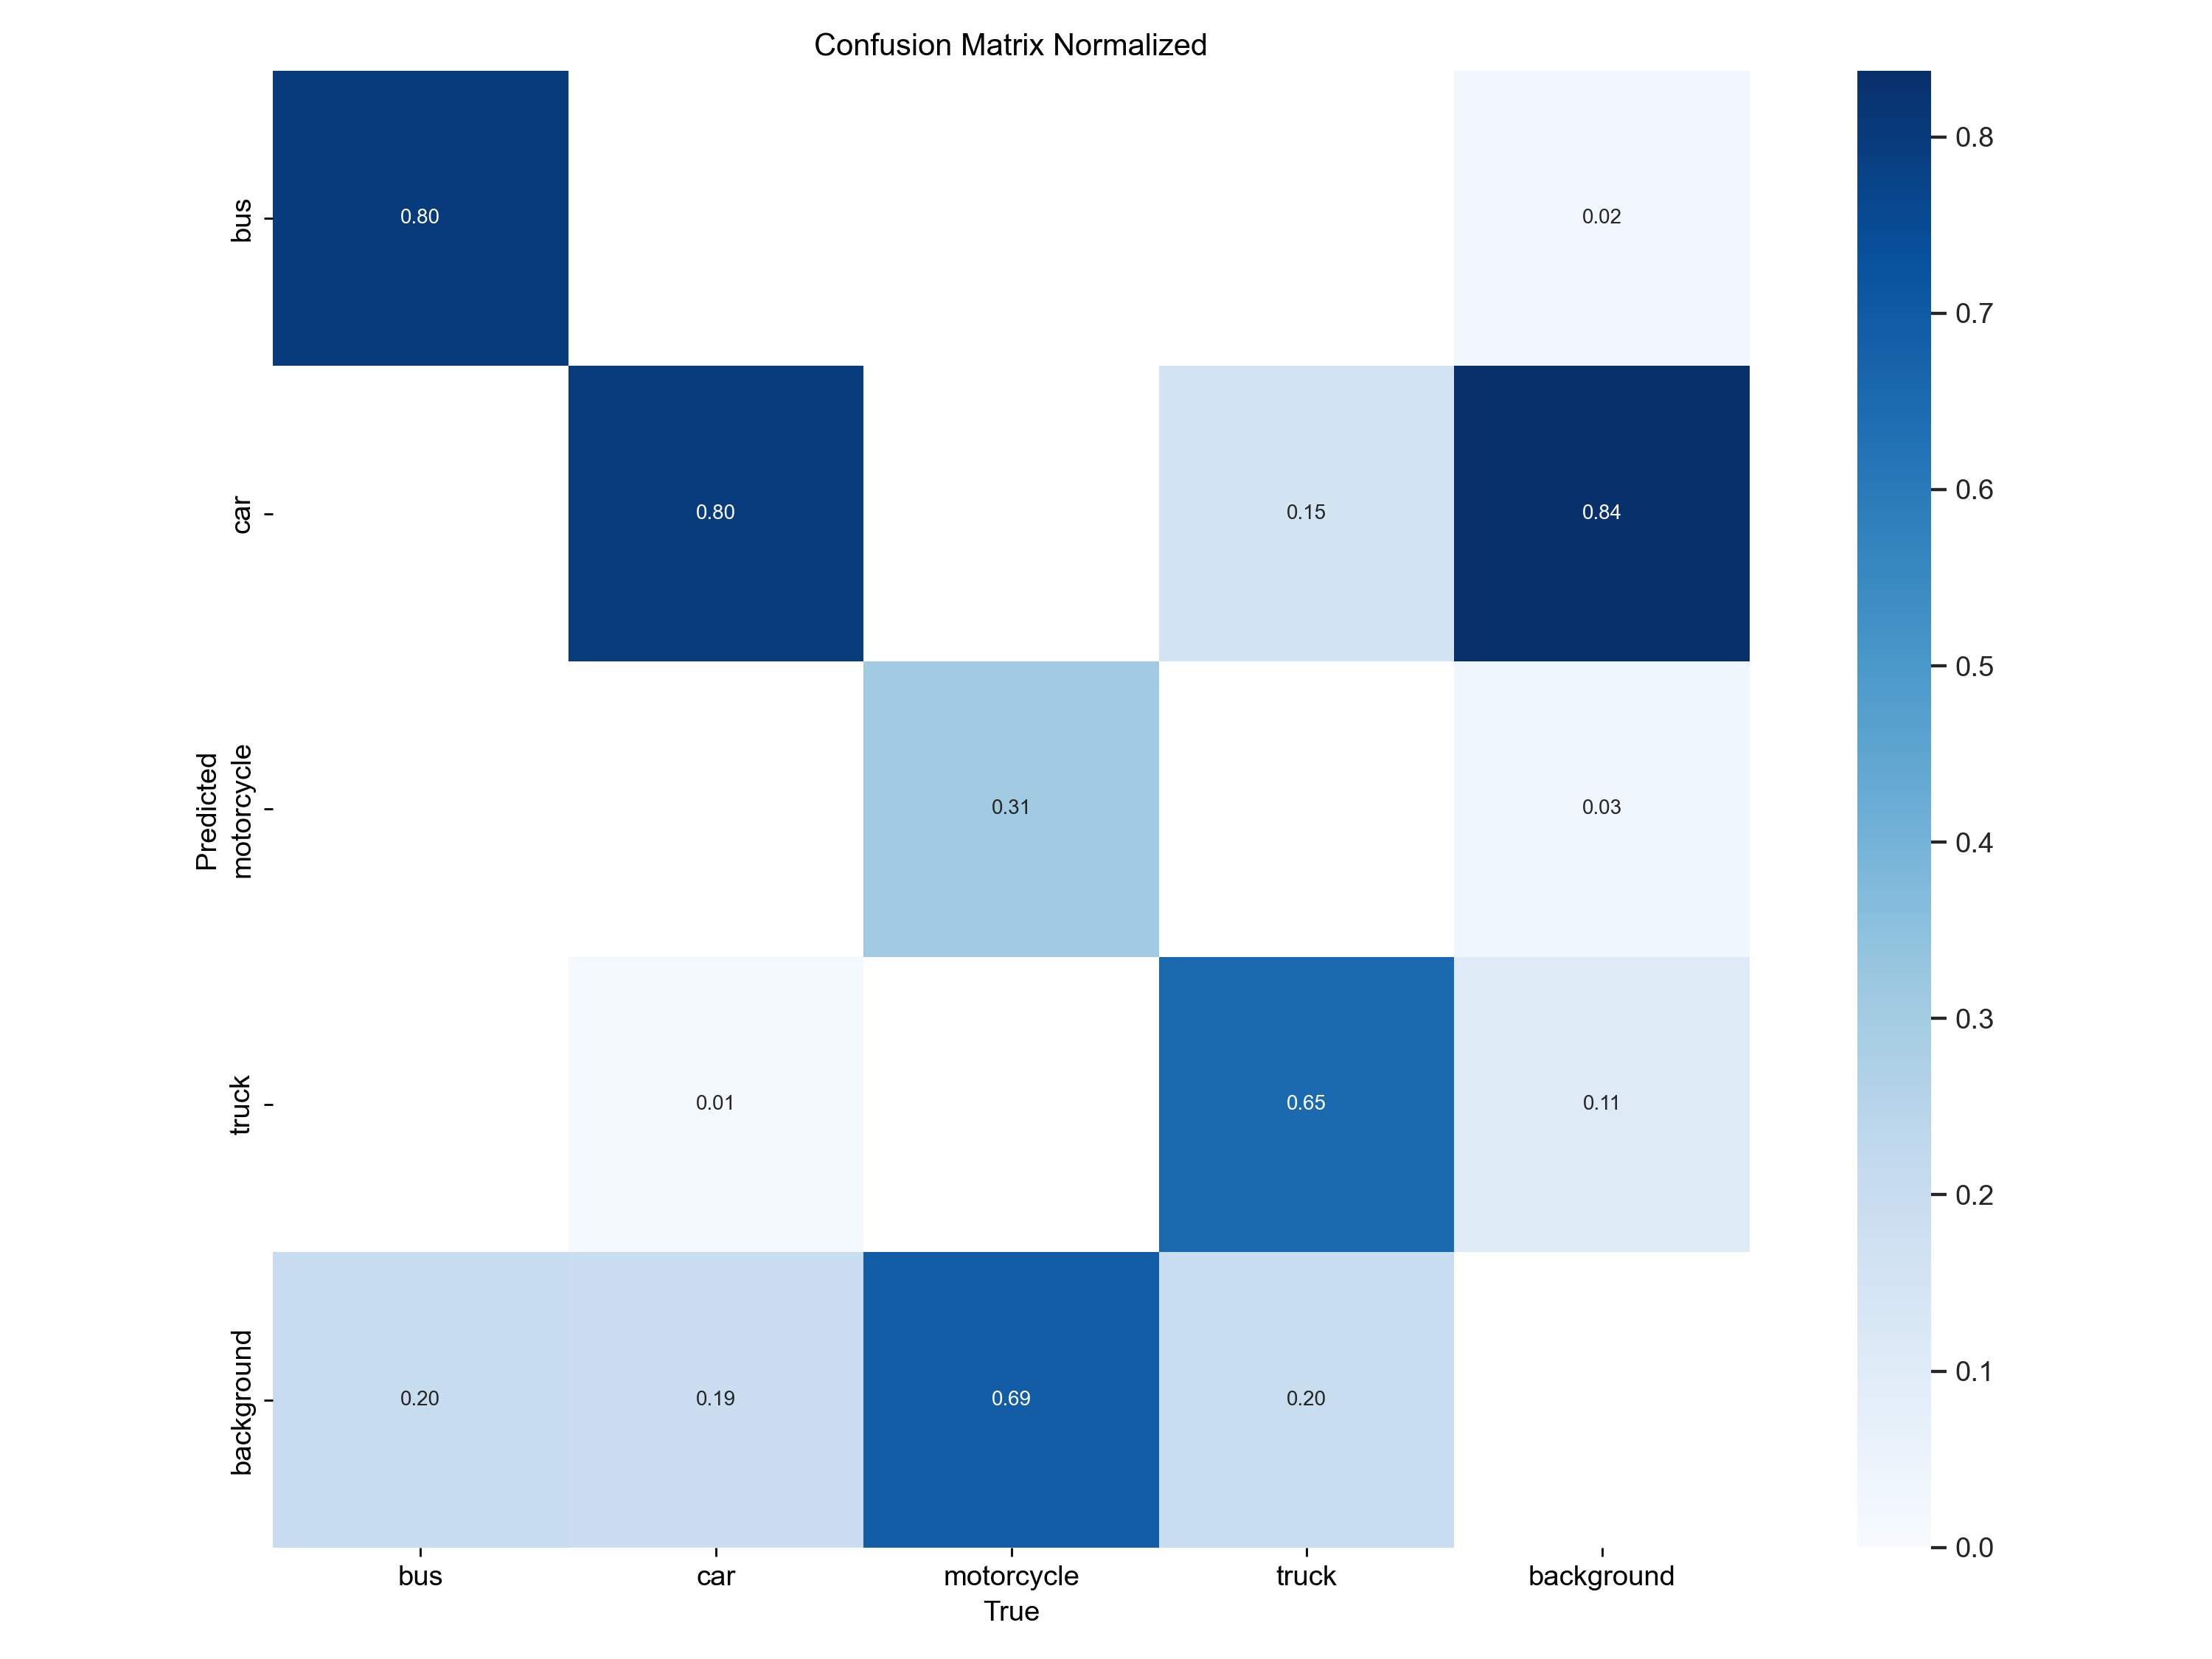 Confusion Matrix Normalized
bus
0.80
0.02
0.8
0.7
car
0.80
0.15
0.84
0.6
0.5
Predicted
motorcycle
0.31
0.03
0.4
0.3
truck
0.01
0.65
0.11
0.2
0.1
background
0.20
0.19
0.69
0.20
0.0
bus
car
motorcycle
truck
background
True